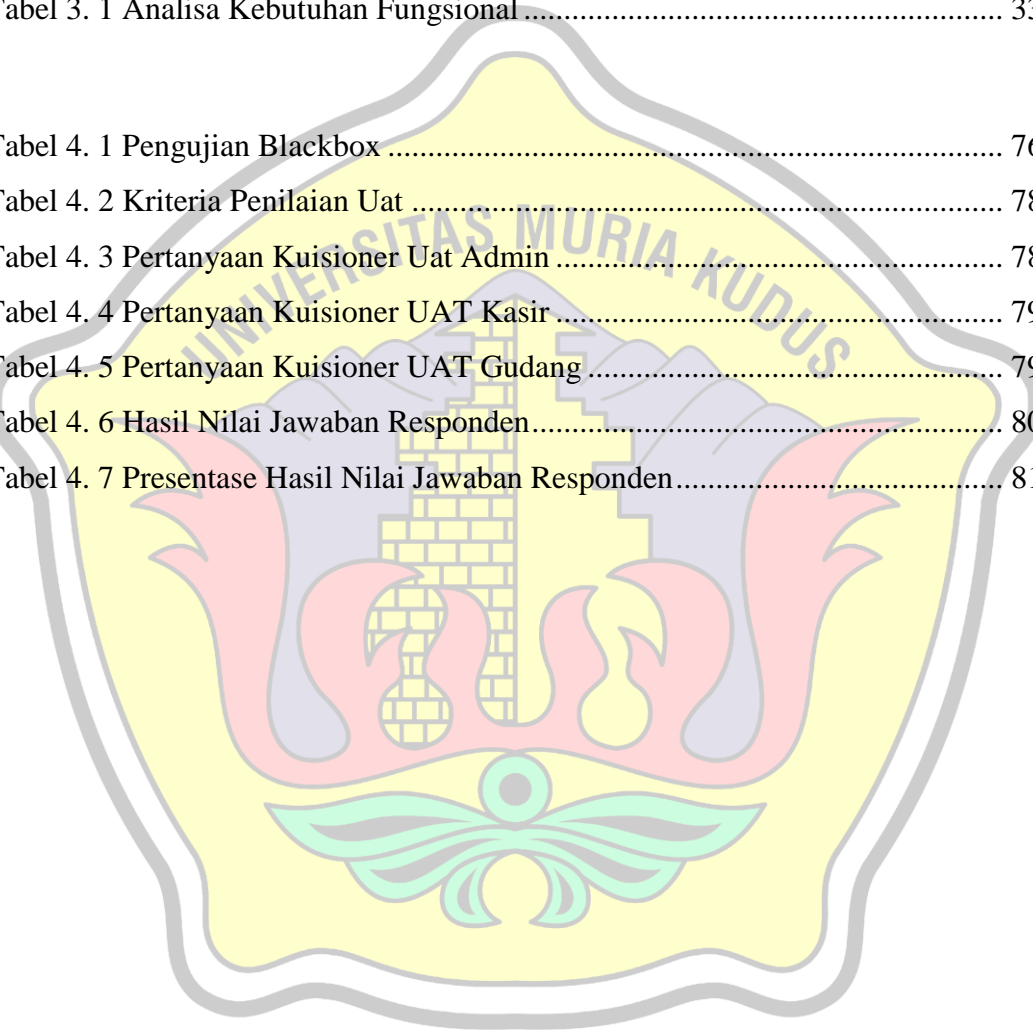 Tabel 3. 1 Analisa Kebutuhan Fungsional ........................................................... 33
Tabel 4. 1 Pengujian Blackbox ........................................................................... 76
Tabel 4. 2 Kriteria Penilaian Uat ........................................................................ 78
Tabel 4. 3 Pertanyaan Kuisioner Uat Admin ....................................................... 78
Tabel 4. 4 Pertanyaan Kuisioner UAT Kasir ....................................................... 79
Tabel 4. 5 Pertanyaan Kuisioner UAT Gudang ................................................... 79
Tabel 4. 6 Hasil Nilai Jawaban Responden .......................................................... 80
Tabel 4. 7 Presentase Hasil Nilai Jawaban Responden ........................................ 81
UNIVERSITAS MURIA KUDUS